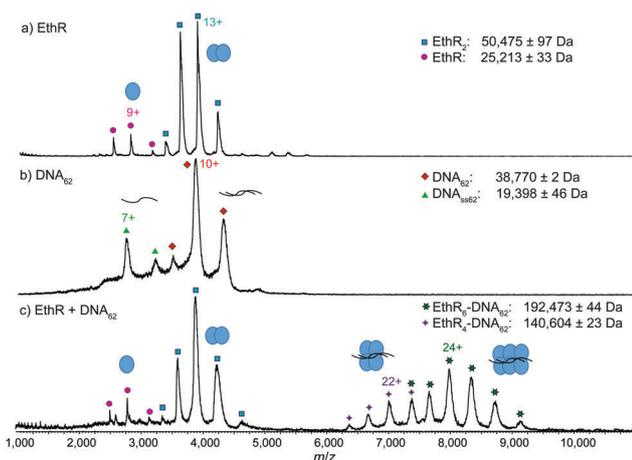 a) EthR
13+
9+
EthR₂: 50,475 ± 97 Da
EthR: 25,213 ± 33 Da
b) DNA₆₂
10+
7+
DNA₆₂: 38,770 ± 2 Da
DNAss₆₂: 19,398 ± 46 Da
c) EthR + DNA₆₂
EthR₆-DNA₆₂: 192,473 ± 44 Da
EthR₄-DNA₆₂: 140,604 ± 23 Da
24+
22+
1,000 2,000 3,000 4,000 5,000 6,000 7,000 8,000 9,000 10,000
m/z